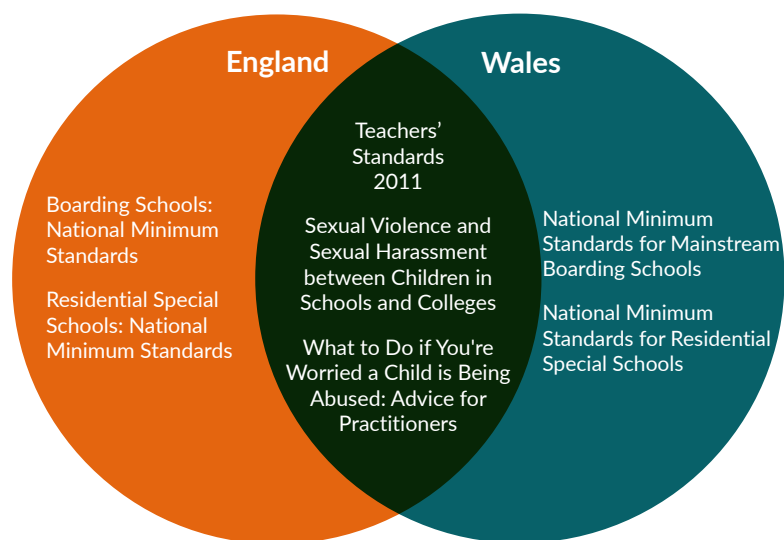 England
Wales
Teachers’
Standards
2011
Sexual Violence and
Sexual Harassment
between Children in
Schools and Colleges
What to Do if You're
Worried a Child is Being
Abused: Advice for
Practitioners
Boarding Schools:
National Minimum
Standards
Residential Special
Schools: National
Minimum Standards
National Minimum
Standards for Mainstream
Boarding Schools
National Minimum
Standards for Residential
Special Schools